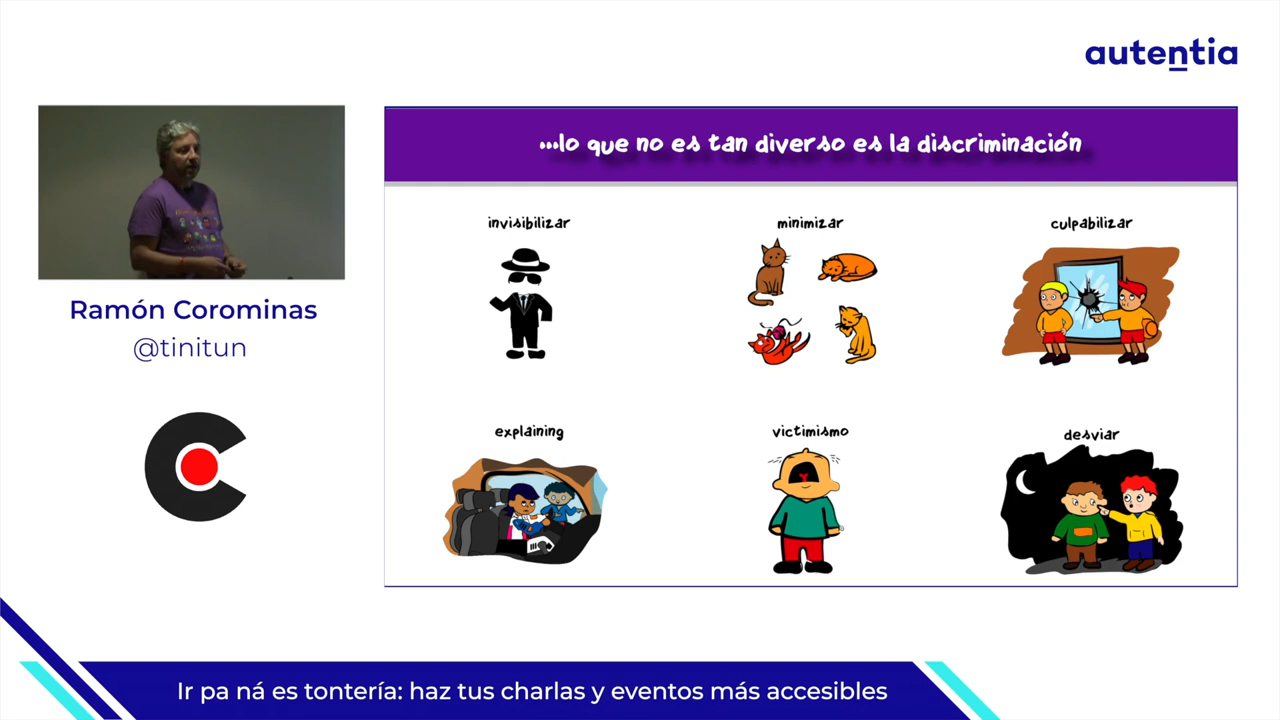 autentia
...lo que no es tan diverso es la discriminación
invisibilizar
minimizar
culpabilizar
Ramón Corominas
@tinitun
explaining
victimismo
desviar
Ir pa ná es tontería: haz tus charlas y eventos más accesibles